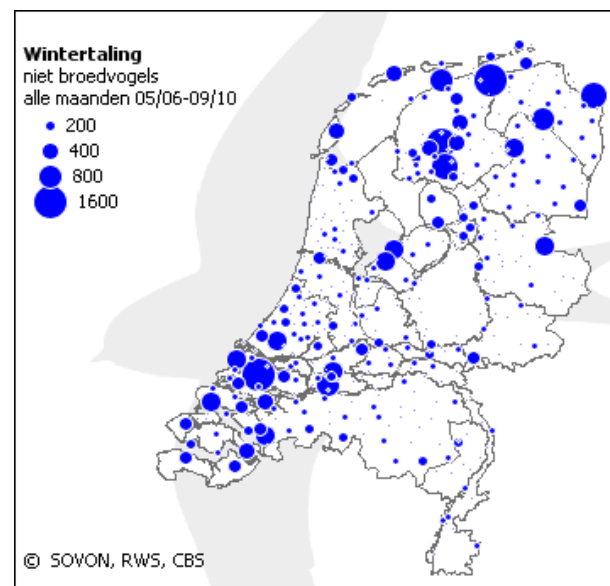 Wintertaling
niet broedvogels
alle maanden 05/06-09/10
200
400
800
1600
© SOVON, RWS, CBS